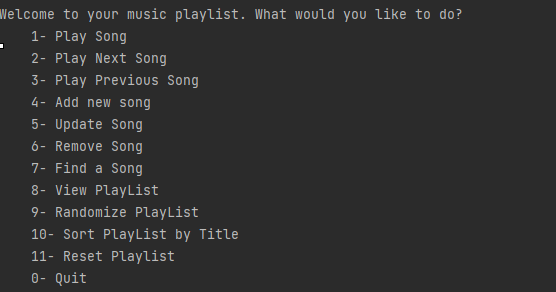 Welcome to your music playlist. What would you like to do?
1- Play Song
2- Play Next Song
3- Play Previous Song
4- Add new song
5- Update Song
6- Remove Song
7- Find a Song
8- View PlayList
9- Randomize PlayList
10- Sort PlayList by Title
11- Reset Playlist
0- Quit